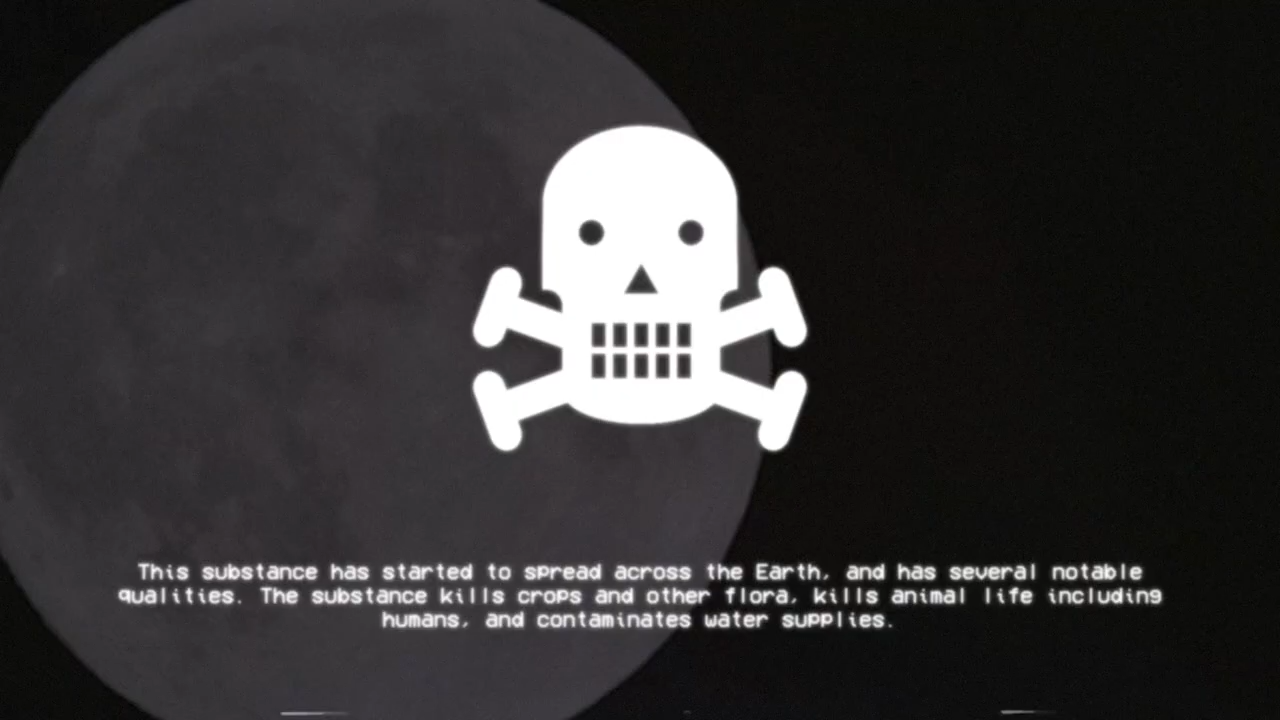 This substance has started to spread across the Earth, and has several notable
qualities. The substance kills crops and other flora, kills animal life including
humans, and contaminates water supplies.